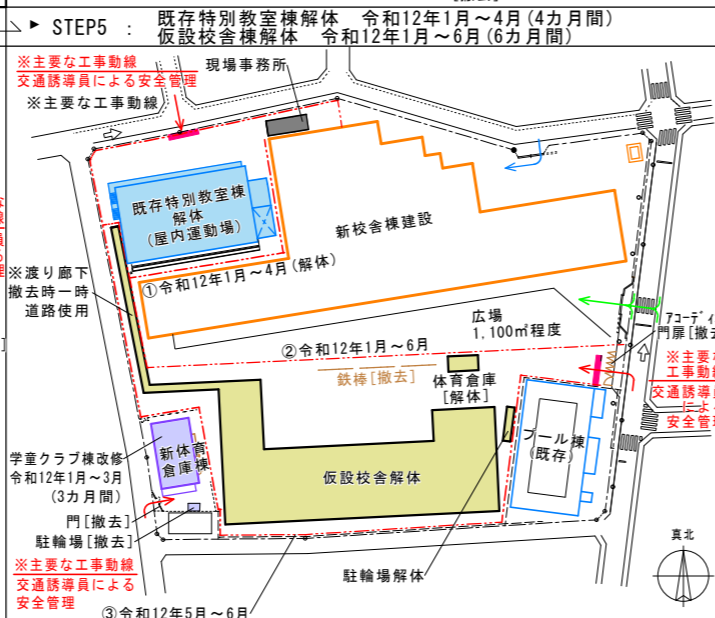 STEP5 : 既存特別教室棟解体 令和12年1月～4月(4カ月間)
仮設校舎棟解体 令和12年1月～6月(6カ月間)
※主要な工事動線
交通誘導員による安全管理
※主要な工事動線
現場事務所
既存特別教室棟
解体
(屋内運動場)
新校舎棟建設
①令和12年1月～4月(解体)
※渡り廊下
撤去時一時
道路使用
広場
1,100㎡程度
アコーディ
門扉[撤去
②令和12年1月～6月
鉄棒[撤去]
体育倉庫
[解体]
※主要な
工事動線
交通誘導員
による
安全管理
プール棟
(既存)
学童クラブ棟改修
令和12年1月～3月
(3カ月間)
新体育
倉庫棟
仮設校舎解体
門[撤去]
駐輪場[撤去]
※主要な工事動線
交通誘導員による
安全管理
駐輪場解体
真北
③令和12年5月～6月